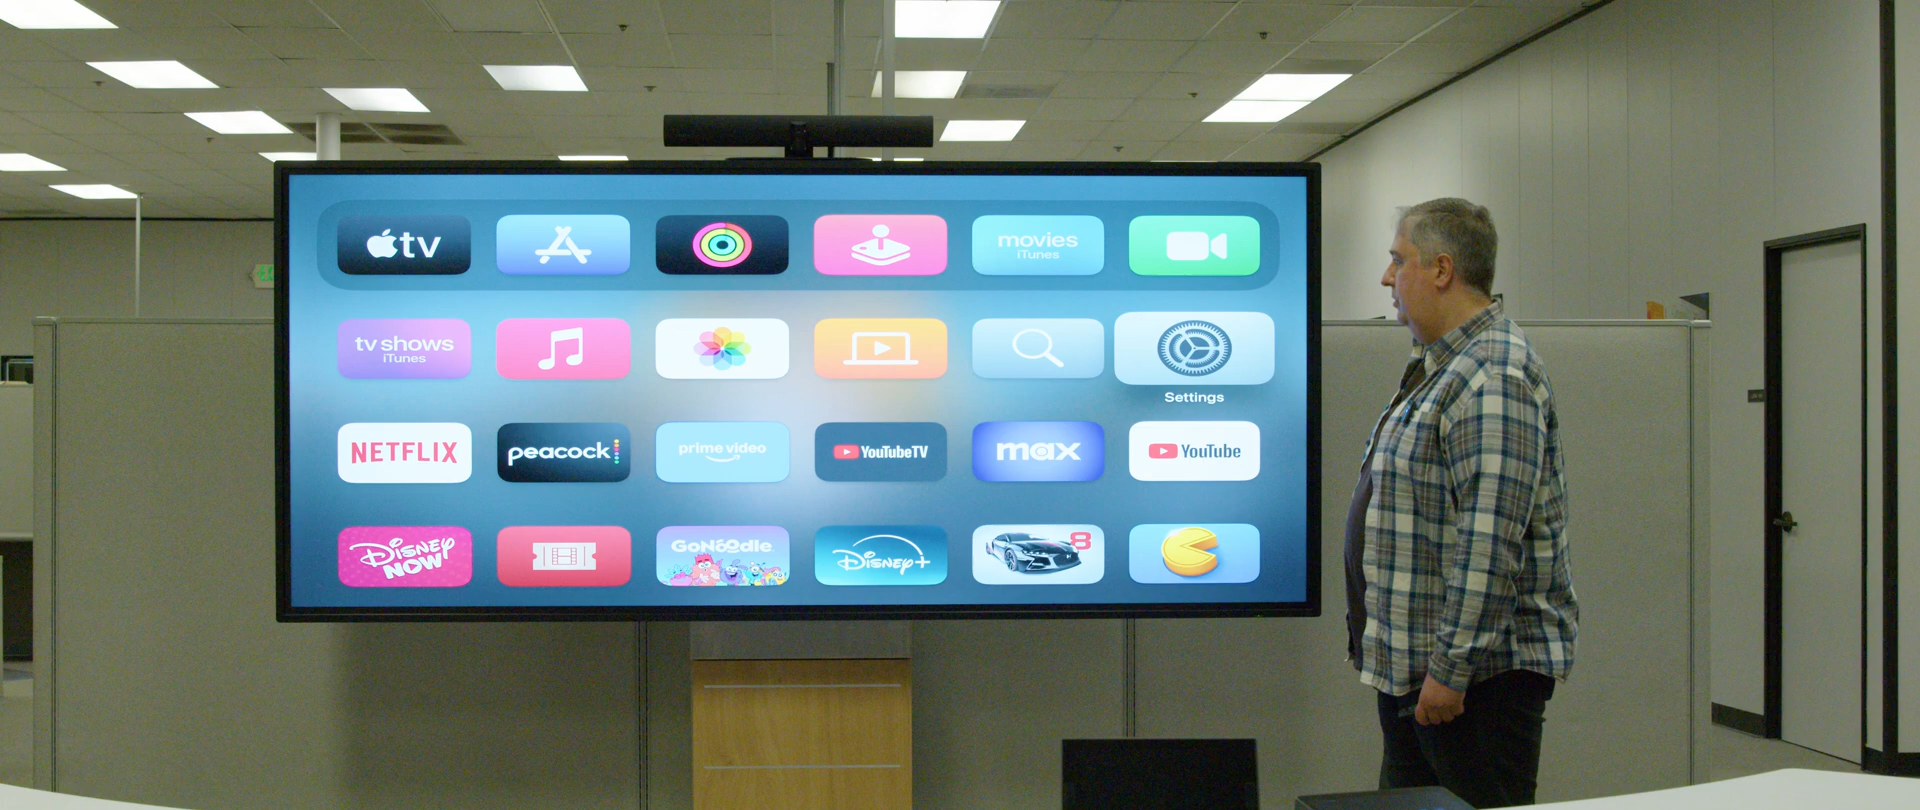 tv
movies
iTunes
tv shows
iTunes
Settings
NETFLIX
peacock
prime video
YouTubeTV
max
YouTube
Disney
NOW
GoNoodle
Disney+
8